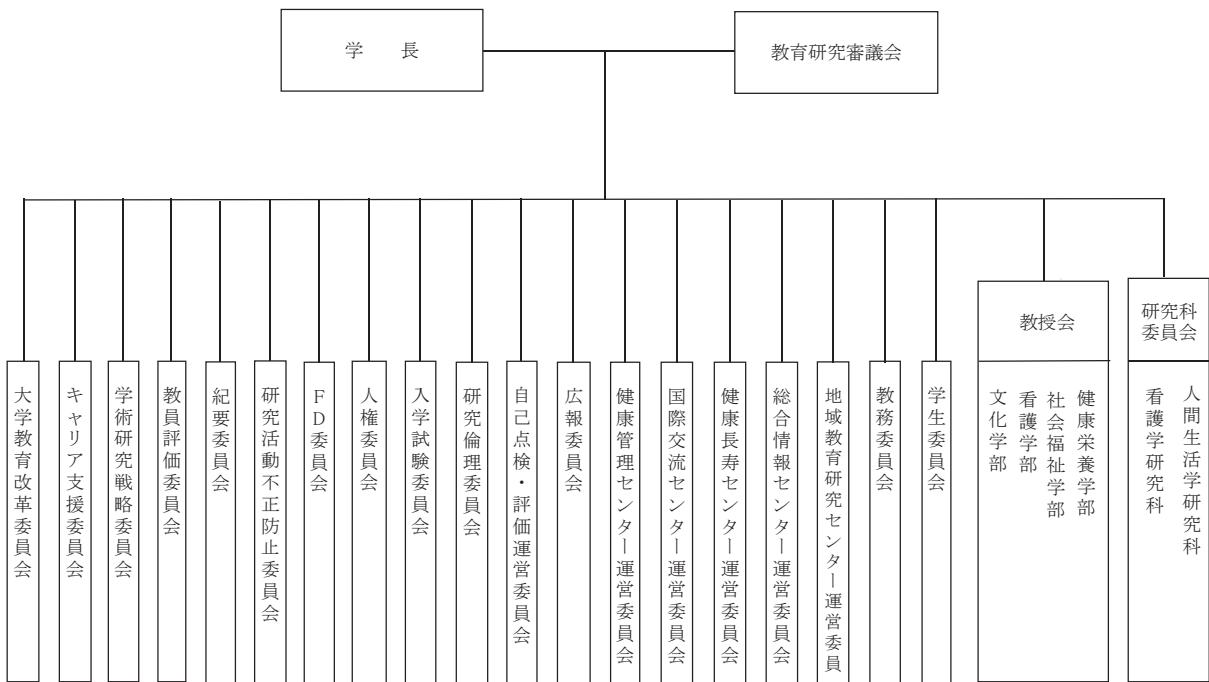 学　長
教育研究審議会
大学教育改革委員会
キャリア支援委員会
学術研究戦略委員会
教員評価委員会
紀要委員会
研究活動不正防止委員会
ＦＤ委員会
人権委員会
入学試験委員会
研究倫理委員会
自己点検・評価運営委員会
広報委員会
健康管理センター運営委員会
国際交流センター運営委員会
健康長寿センター運営委員会
総合情報センター運営委員会
地域教育研究センター運営委員
教務委員会
学生委員会
教授会
文化学部
看護学部
社会福祉学部
健康栄養学部
研究科
委員会
看護学研究科
人間生活学研究科